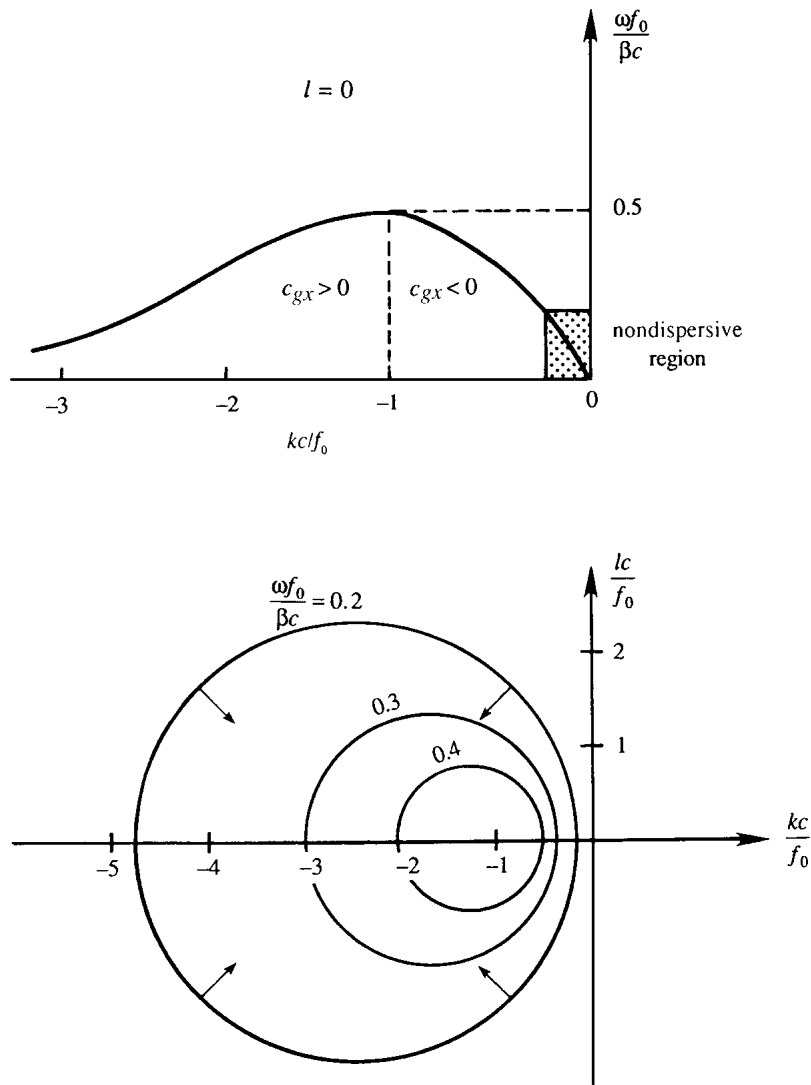 ωf₀
βc
l = 0
0.5
c_gx > 0
c_gx < 0
nondispersive
region
–3
–2
–1
0
kc/f₀
lc
f₀
ωf₀
βc
= 0.2
2
0.3
1
0.4
kc
f₀
–5
–4
–3
–2
–1